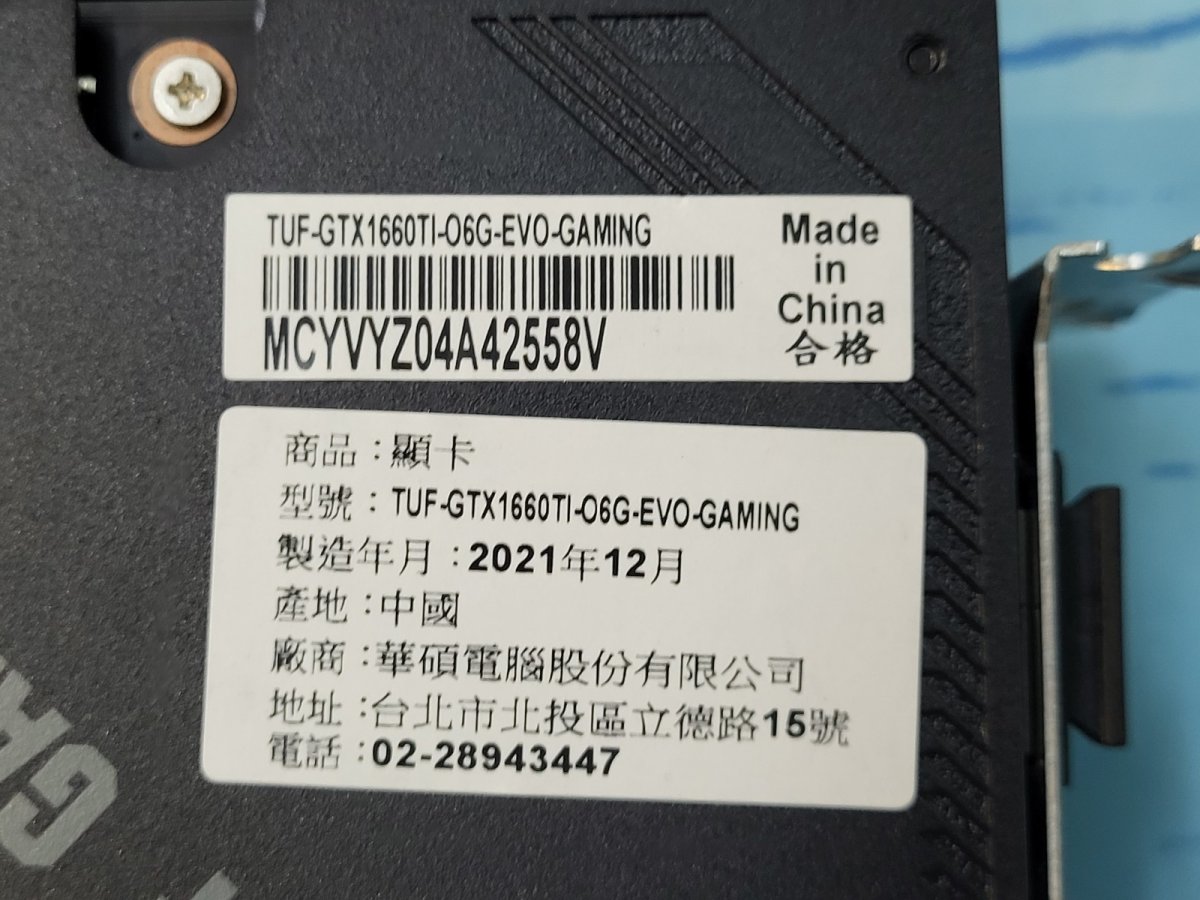 TUF-GTX1660TI-O6G-EVO-GAMING
MCYVYZ04A42558V
Made
in
China
合格
商品：顯卡
型號：TUF-GTX1660TI-O6G-EVO-GAMING
製造年月：2021年12月
產地：中國
廠商：華碩電腦股份有限公司
地址：台北市北投區立德路15號
電話：02-28943447
GA